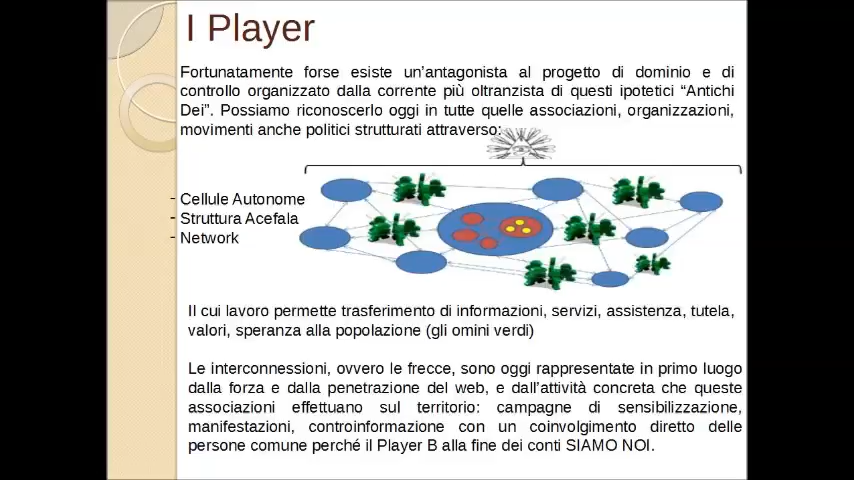 I Player
Fortunatamente forse esiste un’antagonista al progetto di dominio e di
controllo organizzato dalla corrente più oltranzista di questi ipotetici “Antichi
Dei”. Possiamo riconoscerlo oggi in tutte quelle associazioni, organizzazioni,
movimenti anche politici strutturati attraverso:
- Cellule Autonome
- Struttura Acefala
- Network
Il cui lavoro permette trasferimento di informazioni, servizi, assistenza, tutela,
valori, speranza alla popolazione (gli omini verdi)
Le interconnessioni, ovvero le frecce, sono oggi rappresentate in primo luogo
dalla forza e dalla penetrazione del web, e dall’attività concreta che queste
associazioni effettuano sul territorio: campagne di sensibilizzazione,
manifestazioni, controinformazione con un coinvolgimento diretto delle
persone comune perché il Player B alla fine dei conti SIAMO NOI.